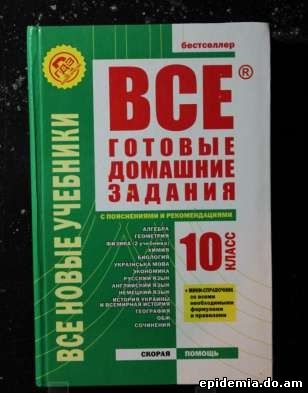 бестселлер
ВСЕ®
ГОТОВЫЕ
ДОМАШНИЕ
ЗАДАНИЯ
С ПОЯСНЕНИЯМИ И РЕКОМЕНДАЦИЯМИ
АЛГЕБРА
ГЕОМЕТРИЯ
ФИЗИКА (2 учебника)
ХИМИЯ
БИОЛОГИЯ
УКРАЇНСЬКА МОВА
ЭКОНОМИКА
РУССКИЙ ЯЗЫК
АНГЛИЙСКИЙ ЯЗЫК
НЕМЕЦКИЙ ЯЗЫК
ИСТОРИЯ УКРАИНЫ
И ВСЕМИРНАЯ ИСТОРИЯ
ГЕОГРАФИЯ
ОБЖ
СОЧИНЕНИЯ
10 КЛАСС
+ МИНИ-СПРАВОЧНИК
со всеми
необходимыми
формулами
и правилами
СКОРАЯ ПОМОЩЬ
ВСЕ НОВЫЕ УЧЕБНИКИ
epidemia.do.am